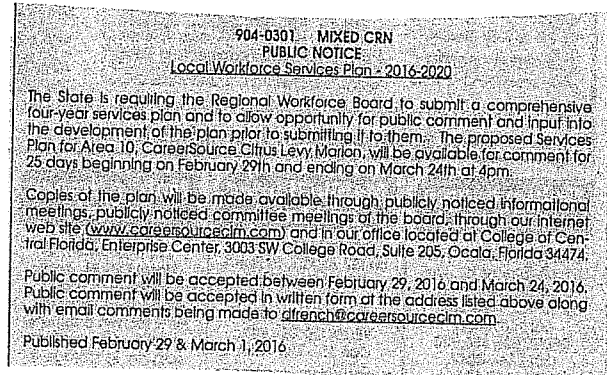 904-0301 MIXED CRN
PUBLIC NOTICE
Local Workforce Services Plan - 2016-2020
The State is requiring the Regional Workforce Board to submit a comprehensive
four-year services plan and to allow opportunity for public comment and input into
the development of the plan prior to submitting it to them. The proposed Services
Plan for Area 10, CareerSource Citrus Levy Marion, will be available for comment for
25 days beginning on February 29th and ending on March 24th at 4pm.
Copies of the plan will be made available through publicly noticed informational
meetings, publicly noticed committee meetings of the board, through our internet
web site (www.careersourceclm.com) and in our office located at College of Cen-
tral Florida, Enterprise Center, 3003 SW College Road, Suite 205, Ocala, Florida 34474.
Public comment will be accepted between February 29, 2016 and March 24, 2016.
Public comment will be accepted in written form at the address listed above along
with email comments being made to dfrench@careersourceclm.com
Published February 29 & March 1, 2016